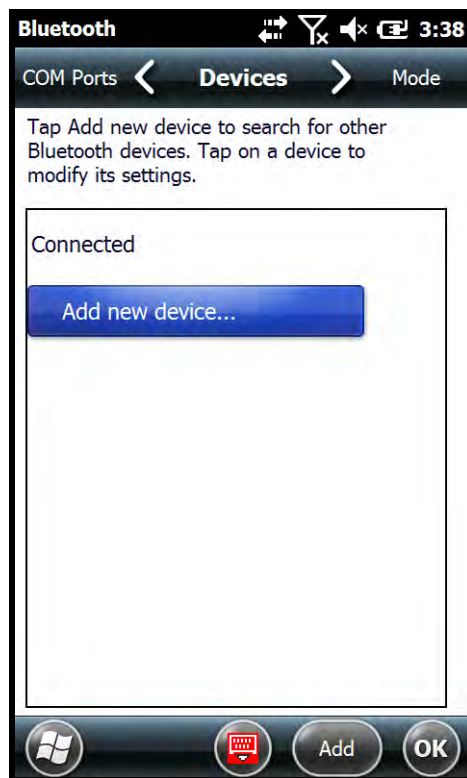 Bluetooth 3:38
COM Ports Devices Mode
Tap Add new device to search for other
Bluetooth devices. Tap on a device to
modify its settings.
Connected
Add new device...
Add OK